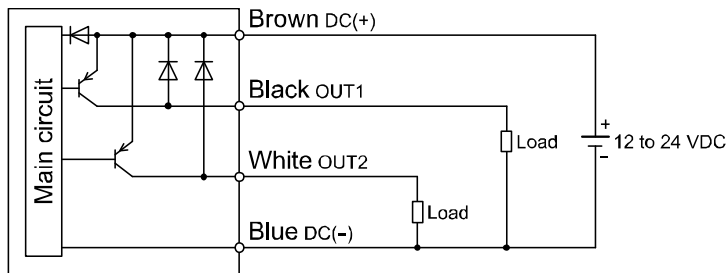 Brown DC(+)
Main circuit
Black OUT1
Load
+
12 to 24 VDC
−
White OUT2
Load
Blue DC(−)